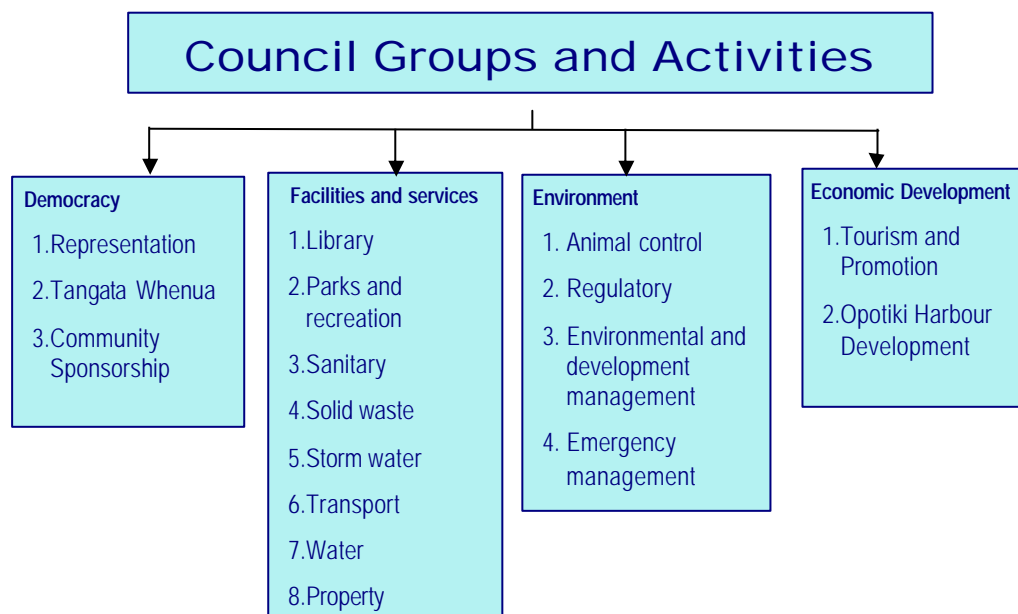 Council Groups and Activities
Democracy
1.Representation
2.Tangata Whenua
3.Community
Sponsorship
Facilities and services
1.Library
2.Parks and
recreation
3.Sanitary
4.Solid waste
5.Storm water
6.Transport
7.Water
8.Property
Environment
1. Animal control
2. Regulatory
3. Environmental and
development
management
4. Emergency
management
Economic Development
1.Tourism and
Promotion
2.Opotiki Harbour
Development